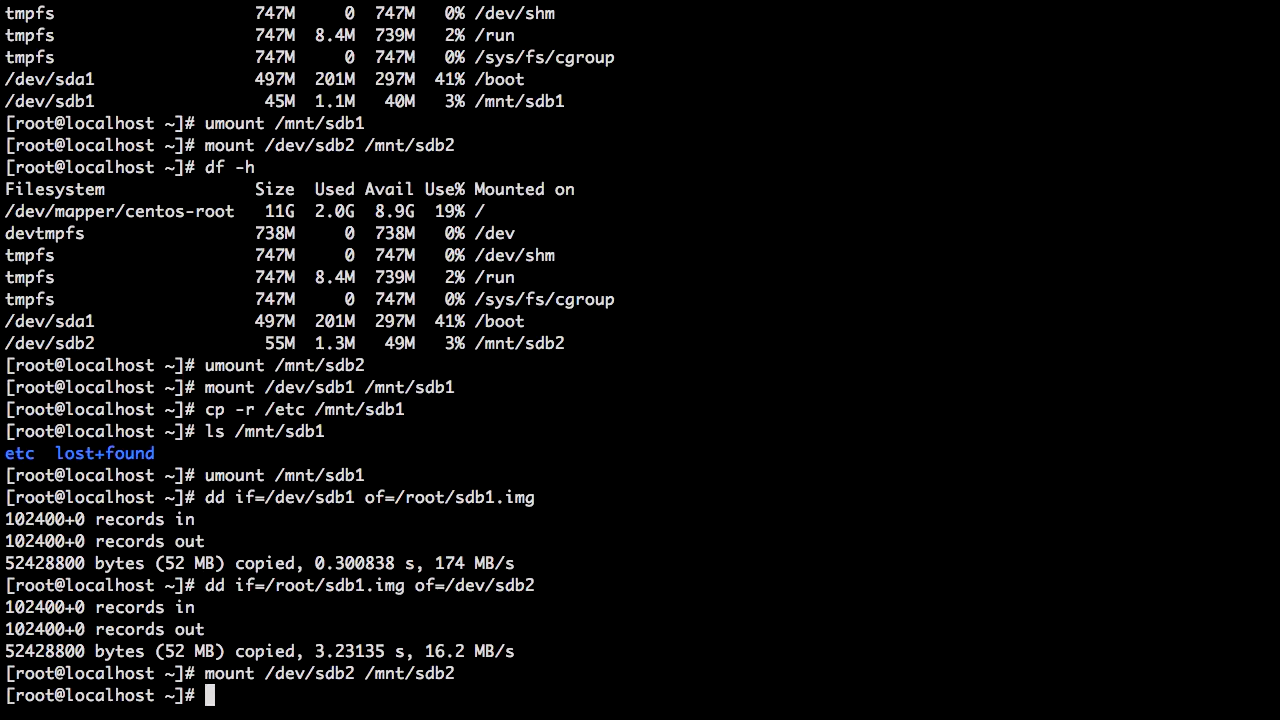 tmpfs                    747M     0  747M   0% /dev/shm
tmpfs                    747M  8.4M  739M   2% /run
tmpfs                    747M     0  747M   0% /sys/fs/cgroup
/dev/sda1                497M  201M  297M  41% /boot
/dev/sdb1                 45M  1.1M   40M   3% /mnt/sdb1
[root@localhost ~]# umount /mnt/sdb1
[root@localhost ~]# mount /dev/sdb2 /mnt/sdb2
[root@localhost ~]# df -h
Filesystem               Size  Used Avail Use% Mounted on
/dev/mapper/centos-root   11G  2.0G  8.9G  19% /
devtmpfs                 738M     0  738M   0% /dev
tmpfs                    747M     0  747M   0% /dev/shm
tmpfs                    747M  8.4M  739M   2% /run
tmpfs                    747M     0  747M   0% /sys/fs/cgroup
/dev/sda1                497M  201M  297M  41% /boot
/dev/sdb2                 55M  1.3M   49M   3% /mnt/sdb2
[root@localhost ~]# umount /mnt/sdb2
[root@localhost ~]# mount /dev/sdb1 /mnt/sdb1
[root@localhost ~]# cp -r /etc /mnt/sdb1
[root@localhost ~]# ls /mnt/sdb1
etc  lost+found
[root@localhost ~]# umount /mnt/sdb1
[root@localhost ~]# dd if=/dev/sdb1 of=/root/sdb1.img
102400+0 records in
102400+0 records out
52428800 bytes (52 MB) copied, 0.300838 s, 174 MB/s
[root@localhost ~]# dd if=/root/sdb1.img of=/dev/sdb2
102400+0 records in
102400+0 records out
52428800 bytes (52 MB) copied, 3.23135 s, 16.2 MB/s
[root@localhost ~]# mount /dev/sdb2 /mnt/sdb2
[root@localhost ~]#